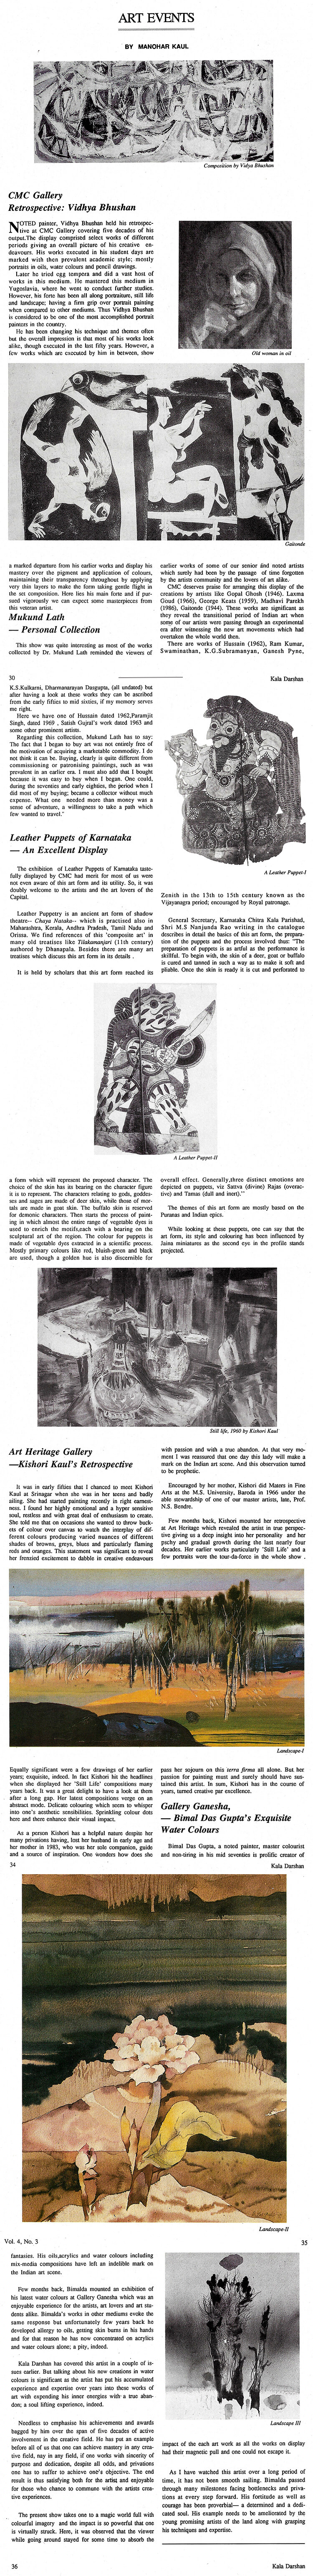 ART EVENTS
BY MANOHAR KAUL
Composition by Vidya Bhushan
CMC Gallery
Retrospective: Vidhya Bhushan
NOTED painter, Vidhya Bhushan held his retrospec-
tive at CMC Gallery covering five decades of his
output.The display comprised select works of different
periods giving an overall picture of his creative en-
deavours. His works executed in his student days are
marked with then prevalent academic style; mostly
portraits in oils, water colours and pencil drawings.
Later he tried egg tempora and did a vast host of
works in this medium. He mastered this medium in
Yugoslavia, where he went to conduct further studies.
However, his forte has been all along portraiture, still life
and landscape; having a firm grip over portrait painting
when compared to other mediums. Thus Vidhya Bhushan
is considered to be one of the most accomplished portrait
painters in the country.
He has been changing his technique and themes often
but the overall impression is that most of his works look
alike, though executed in the last fifty years. However, a
few works which are executed by him in between, show
Old woman in oil
Gaitonde
a marked departure from his earlier works and display his
mastery over the pigment and application of colours,
maintaining their transparency throughout by applying
very thin layers to make the form taking gentle flight in
the set composition. Here lies his main forte and if pur-
sued vigorously we can expect some masterpieces from
this veteran artist.
Mukund Lath
— Personal Collection
This show was quite interesting as most of the works
collected by Dr. Mukund Lath reminded the viewers of
earlier works of some of our senior and noted artists
which surely had been by the passage of time forgotten
by the artists community and the lovers of art alike.
CMC deserves praise for arranging this display of the
creations by artists like Gopal Ghosh (1946). Laxma
Goud (1966), George Keats (1959), Madhavi Parekh
(1986), Gaitonde (1944). These works are significant as
they reveal the transitional period of Indian art when
some of our artists were passing through an experimental
era after witnessing the new art movements which had
overtaken the whole world then.
There are works of Hussain (1962), Ram Kumar,
Swaminathan, K.G.Subramanyan, Ganesh Pyne,
30
Kala Darshan
K.S.Kulkarni, Dharmanarayan Dasgupta, (all undated) but
after having a look at these works they can be ascribed
from the early fifties to mid sixties, if my memory serves
me right.
Here we have one of Hussain dated 1962,Paramjit
Singh, dated 1969 , Satish Gujral's work dated 1963 and
some other prominent artists.
Regarding this collection, Mukund Lath has to say:
The fact that I began to buy art was not entirely free of
the motivation of acquiring a marketable commodity. I do
not think it can be. Buying, clearly is quite different from
commissioning or patronising paintings, such as was
prevalent in an earlier era. I must also add that I bought
because it was easy to buy when I began. One could,
during the seventies and early eighties, the period when I
did most of my buying; became a collector without much
expense. What one needed more than money was a
sense of adventure, a willingness to take a path which
few wanted to travel.'
Leather Puppets of Karnataka
— An Excellent Display
The exhibition of Leather Puppets of Karnataka taste-
fully displayed by CMC had merit for most of us were
not even aware of this art form and its utility. So, it was
doubly welcome to the artists and the art lovers of the
Capital.
Leather Puppetry is an ancient art form of shadow
theatre-- Chaya Nataka-- which is practised also in
Maharashtra, Kerala, Andhra Pradesh, Tamil Nadu and
Orissa. We find references of this 'occult art' in
many old treatises like Tilakamanjari (11th century)
authored by Dhanapala. Besides there are many art
treatises which discuss this art form in its details .
It is held by scholars that this art form reached its
A Leather Puppet-I
Zenith in the 13th to 15th century known as the
Vijayanagra period; encouraged by Royal patronage.
General Secretary, Karnataka Chitra Kala Parishad,
Shri M.S Nanjunda Rao writing in the catalogue
describes in detail the basics of this art form, the prepara-
tion of the puppets and the process involved thus: "The
preparation of puppets is as artful as the performance is
skillful. To begin with, the skin of a deer, goat or buffalo
is cured and tanned in such a way as to make it soft and
pliable. Once the skin is ready it is cut and perforated to
A Leather Puppet-II
a form which will represent the proposed character. The
choice of the skin has its bearing on the character figure
it is to represent. The characters relating to gods, goddes-
ses and sages are made of deer skin, while those of mor-
tals are made in goat skin. The buffalo skin is reserved
for demonic characters. Then starts the process of paint-
ing in which almost the entire range of vegetable dyes is
used to enrich the motifs,each with a bearing on the
sculptural art of the region. The colour for puppets is
made of vegetable dyes extracted in a scientific process.
Mostly primary colours like red, bluish-green and black
are used, though a golden hue is also discernible for
overall effect. Generally,three distinct emotions are
depicted on puppets, viz Sattva (divine) Rajas (overac-
tive) and Tamas (dull and inert)."
The themes of this art form are mostly based on the
Puranas and Indian epics.
While looking at these puppets, one can say that the
art form, its style and colouring has been influenced by
Jaina miniatures as the second eye in the profile stands
projected.
Still life, 1960 by Kishori Kaul
Art Heritage Gallery
—Kishori Kaul's Retrospective
It was in early fifties that I chanced to meet Kishori
Kaul at Srinagar when she was in her teens and badly
ailing. She had started painting recently in right earnest-
ness. I found her highly emotional and a hyper sensitive
soul, restless and with great deal of enthusiasm to create.
She told me that on occasions she wanted to throw buck-
ets of colour over canvas to watch the interplay of dif-
ferent colours producing varied nuances of different
shades of browns, greys, blues and particularly flaming
reds and oranges. This statement was significant to reveal
her frenzied excitement to dabble in creative endeavours
with passion and with a true abandon. At that very mo-
ment I was reassured that one day this lady will make a
mark on the Indian art scene. And this observation turned
to be prophetic.
Encouraged by her mother, Kishori did Maters in Fine
Arts at the M.S. University, Baroda in 1966 under the
able stewardship of one of our master artists, late, Prof.
N.S. Bendre.
Few months back, Kishori mounted her retrospective
at Art Heritage which revealed the artist in true perspec-
tive giving us a deep insight into her personality and her
psychy and gradual growth during the last nearly four
decades. Her earlier works particularly 'Still Life' and a
few portraits were the tour-da-force in the whole show .
Landscape-I
Equally significant were a few drawings of her earlier
years; exquisite, indeed. In fact Kishori hit the headlines
when she displayed her 'Still Life' compositions many
years back. It was a great delight to have a look at them
after a long gap. Her latest compositions verge on an
abstract mode. Delicate colouring which seem to whisper
into one's aesthetic sensibilities. Sprinkling colour dots
here and there enhance their visual impact.
As a person Kishori has a helpful nature despite her
many privations having, lost her husband in early age and
her mother in 1983, who was her sole companion, guide
and a source of inspiration. One wonders how does she
pass her sojourn on this terra firma all alone. But her
passion for painting must and surely should have sus-
tained this artist. In sum, Kishori has in the course of
years, turned creative par excellence.
Gallery Ganesha,
— Bimal Das Gupta's Exquisite
Water Colours
Bimal Das Gupta, a noted painter, master colourist
and non-tiring in his mid seventies is prolific creator of
34
Kala Darshan
Landscape-II
Vol. 4, No. 3
35
fantasies. His oils,acrylics and water colours including
mix-media compositions have left an indelible mark on
the Indian art scene.
Few months back, Bimalda mounted an exhibition of
his latest water colours at Gallery Ganesha which was an
enjoyable experience for the artists, art lovers and art stu-
dents alike. Bimalda's works in other mediums evoke the
same response but unfortunately few years back he
developed allergy to oils, getting skin burns in his hands
and for that reason he has now concentrated on acrylics
and water colours alone; a pity, indeed.
Kala Darshan has covered this artist in a couple of is-
sues earlier. But talking about his new creations in water
colours is significant as the artist has put his accumulated
experience and expertise over years into these works of
art with expending his inner energies with a true aban-
don; a soul lifting experience, indeed.
Needless to emphasise his achievements and awards
bagged by him over the span of five decades of active
involvement in the creative field. He has put an example
before all of us that one can achieve mastery in any crea-
tive field, nay in any field, if one works with sincerity of
purpose and dedication, despite all odds, and privations
one has to suffer to achieve one's objective. The end
result is thus satisfying both for the artist and enjoyable
for those who chance to commune with the artists crea-
tive experiences.
The present show takes one to a magic world full with
colourful imagery and the impact is so powerful that one
is virtually struck. Here, it was observed that the viewer
while going around stayed for some time to absorb the
Landscape III
impact of the each art work as all the works on display
had their magnetic pull and one could not escape it.
As I have watched this artist over a long period of
time, it has not been smooth sailing. Bimalda passed
through many milestones facing bottlenecks and priva-
tions at every step forward. His fortitude as well as
courage has been proverbial— a determined and a dedi-
cated soul. His example needs to be ameliorated by the
young promising artists of the land along with grasping
his techniques and expertise.
36
Kala Darshan